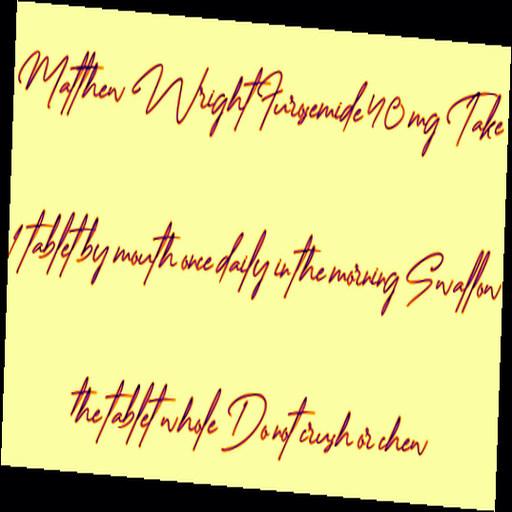 Matthew Wright Furosemide 40 mg Take
1 tablet by mouth once daily in the morning Swallow
the tablet whole Do not crush or chew